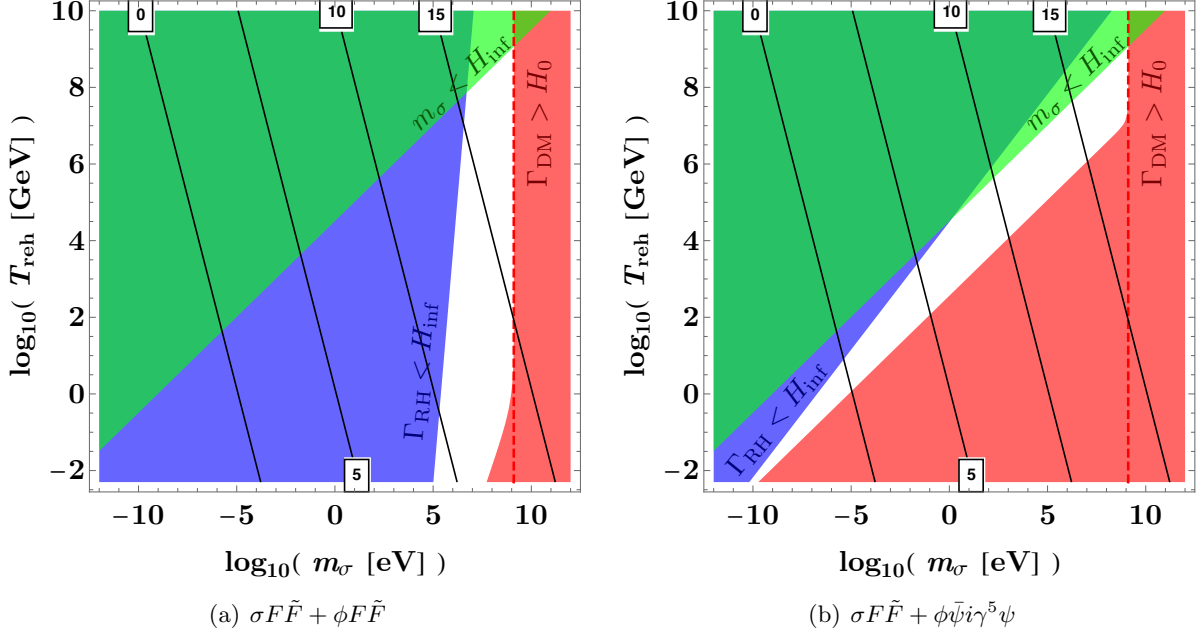 0
10
15
5
m_σ < H_inf
Γ_DM > H_0
Γ_RH < H_inf
10
8
6
4
2
0
−2
log₁₀( T_reh [GeV] )
−10
−5
0
5
10
log₁₀( m_σ [eV] )
(a) σFF̃ + φFF̃
0
10
15
5
m_σ < H_inf
Γ_DM > H_0
Γ_RH < H_inf
10
8
6
4
2
0
−2
log₁₀( T_reh [GeV] )
−10
−5
0
5
10
log₁₀( m_σ [eV] )
(b) σFF̃ + φψ̄iγ⁵ψ